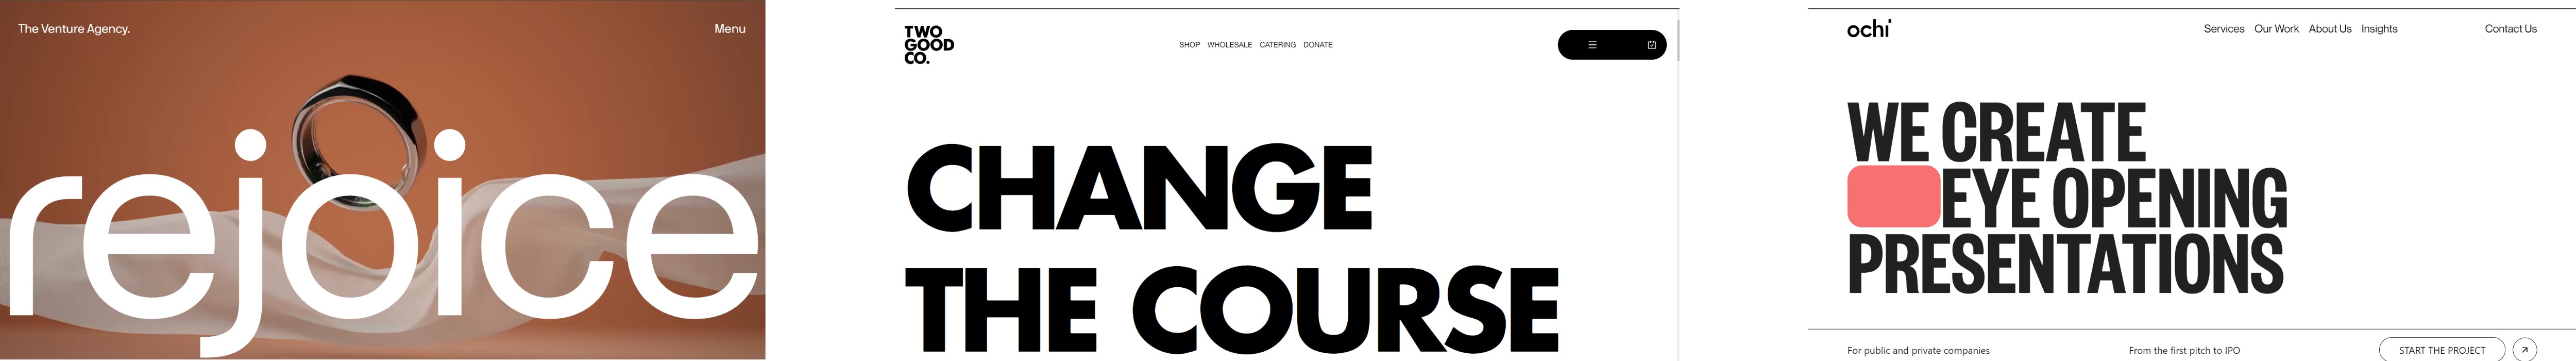 The Venture Agency.
Menu
rejoice
TWO
GOOD
CO.
SHOP WHOLESALE CATERING DONATE
CHANGE
THE COURSE
ochi
Services Our Work About Us Insights Contact Us
WE CREATE
EYE OPENING
PRESENTATIONS
For public and private companies
From the first pitch to IPO
START THE PROJECT